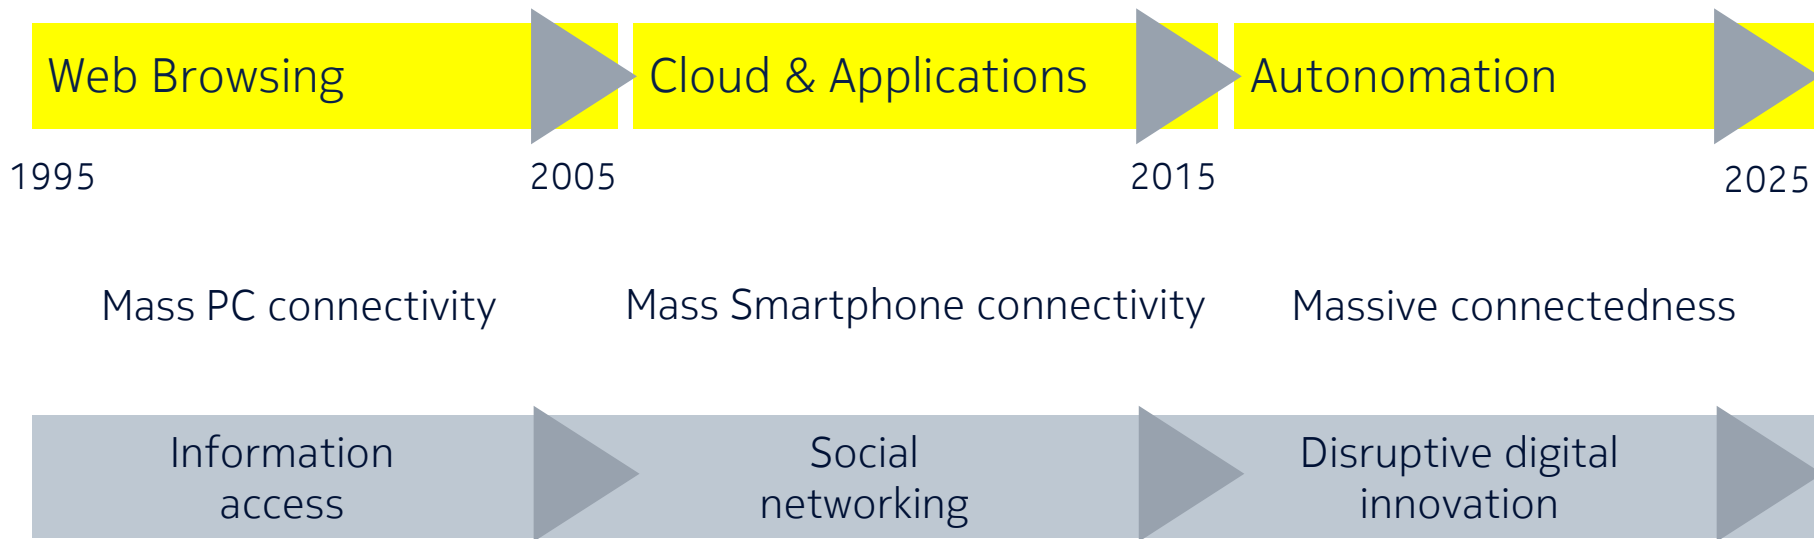 Web Browsing
Cloud & Applications
Autonomation
1995
2005
2015
2025
Mass PC connectivity
Mass Smartphone connectivity
Massive connectedness
Information
access
Social
networking
Disruptive digital
innovation